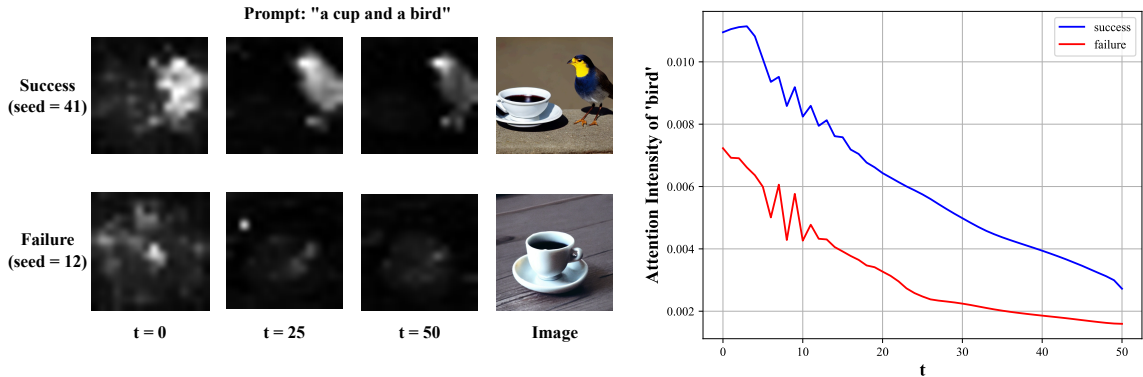 Prompt: "a cup and a bird"
Success
(seed = 41)
Failure
(seed = 12)
t = 0
t = 25
t = 50
Image
success
failure
Attention Intensity of 'bird'
0.010
0.008
0.006
0.004
0.002
0
10
20
30
40
50
t